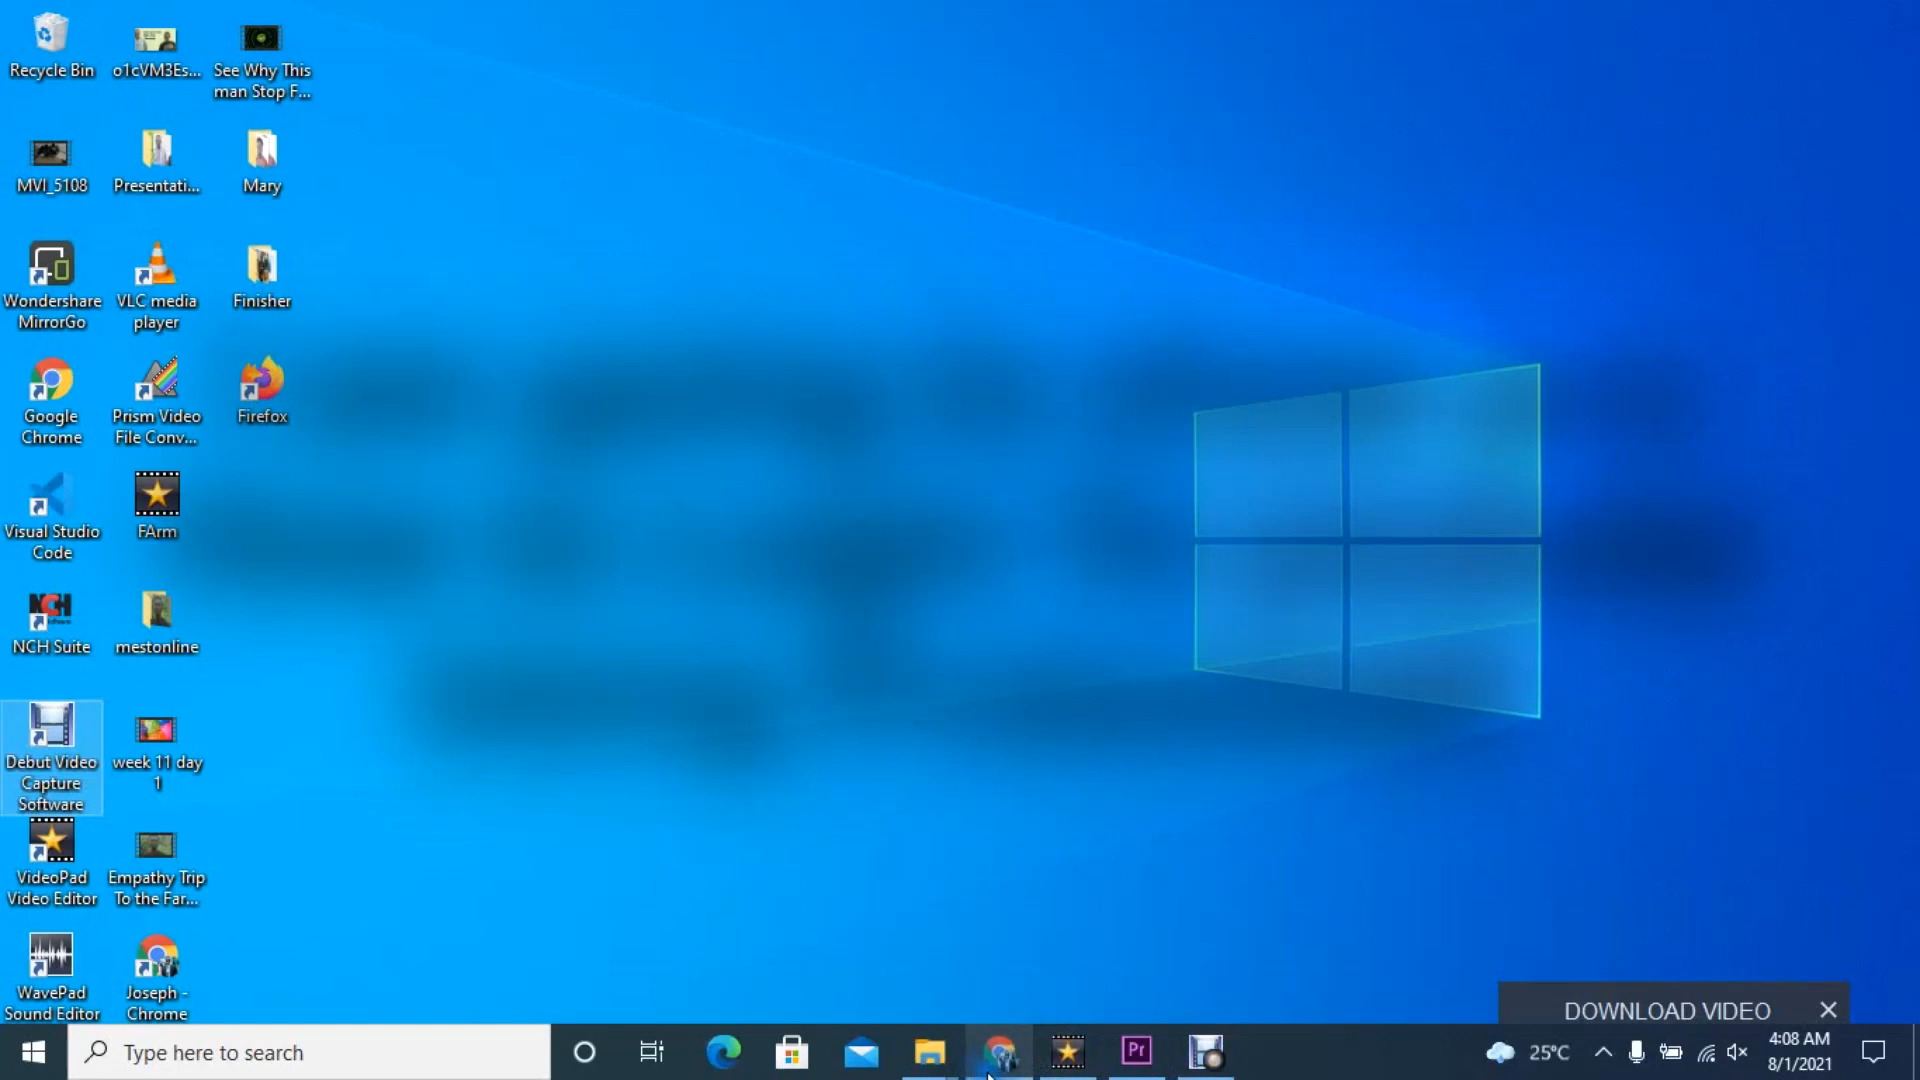 Recycle Bin
o1cVM3Es...
See Why This
man Stop F...
MVI_5108
Presentati...
Mary
Wondershare
MirrorGo
VLC media
player
Finisher
Google
Chrome
Prism Video
File Conv...
Firefox
Visual Studio
Code
FArm
NCH
NCH Suite
mestonline
Debut Video
Capture
Software
week 11 day
1
VideoPad
Video Editor
Empathy Trip
To the Far...
WavePad
Sound Editor
Joseph -
Chrome
DOWNLOAD VIDEO
Type here to search
Pr
25°C
4:08 AM
8/1/2021